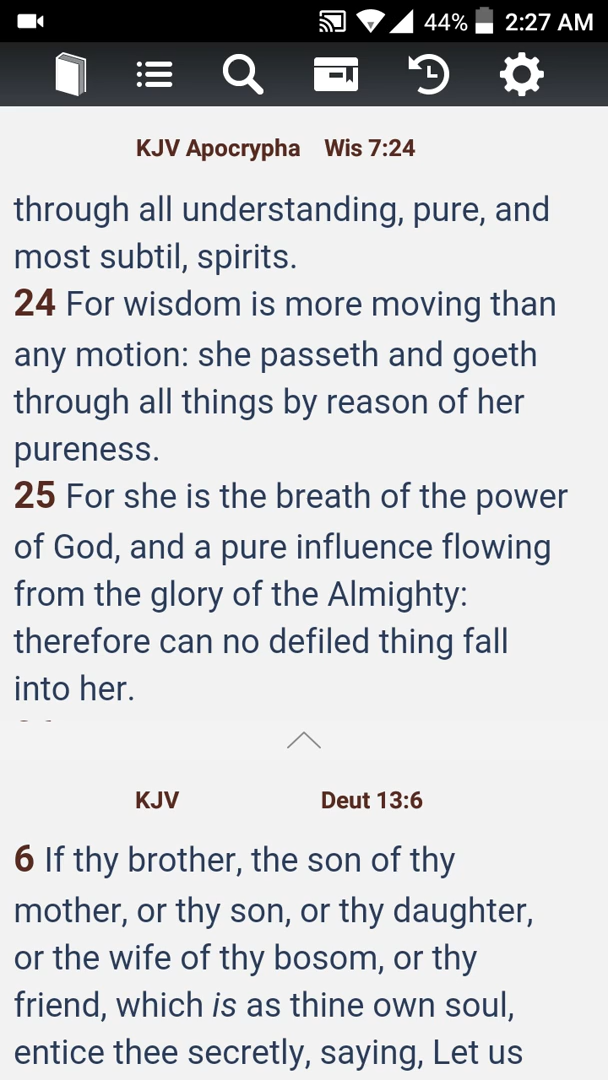 44% 2:27 AM
KJV Apocrypha Wis 7:24
through all understanding, pure, and
most subtil, spirits.
24 For wisdom is more moving than
any motion: she passeth and goeth
through all things by reason of her
pureness.
25 For she is the breath of the power
of God, and a pure influence flowing
from the glory of the Almighty:
therefore can no defiled thing fall
into her.
KJV Deut 13:6
6 If thy brother, the son of thy
mother, or thy son, or thy daughter,
or the wife of thy bosom, or thy
friend, which is as thine own soul,
entice thee secretly, saying, Let us